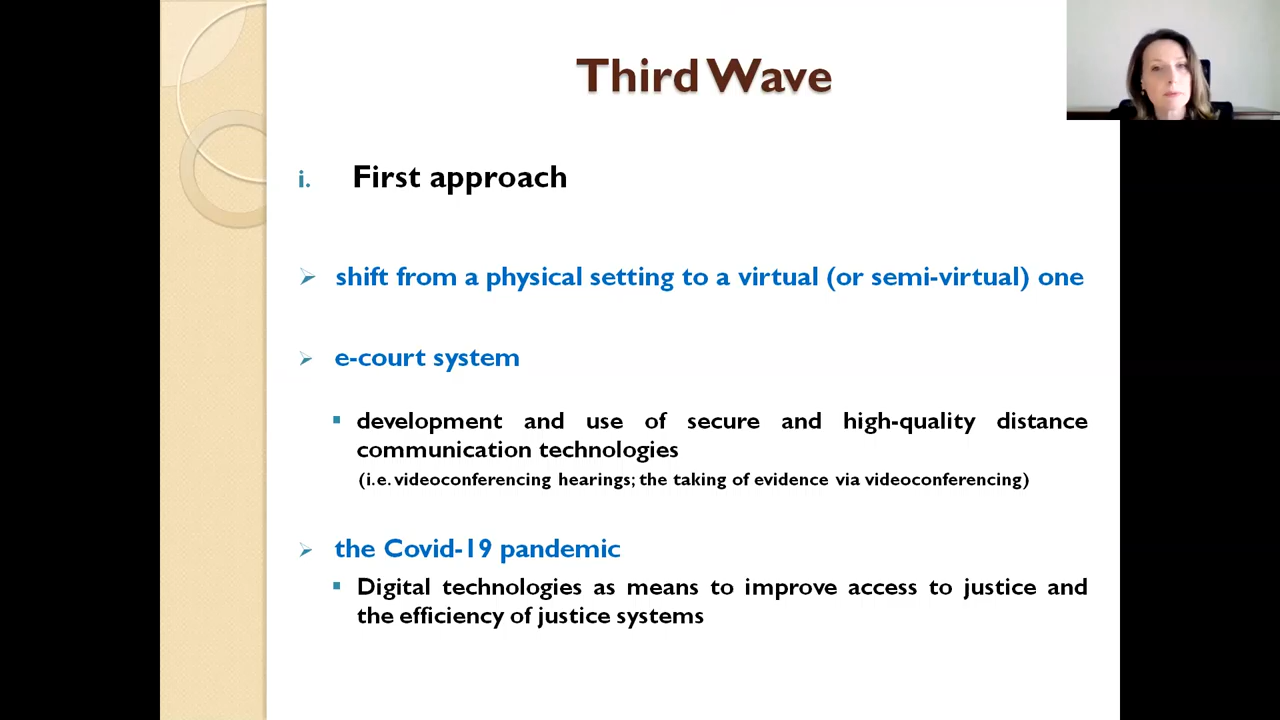 Third Wave
i. First approach
➢ shift from a physical setting to a virtual (or semi-virtual) one
➢ e-court system
▪ development and use of secure and high-quality distance
communication technologies
(i.e. videoconferencing hearings; the taking of evidence via videoconferencing)
➢ the Covid-19 pandemic
▪ Digital technologies as means to improve access to justice and
the efficiency of justice systems